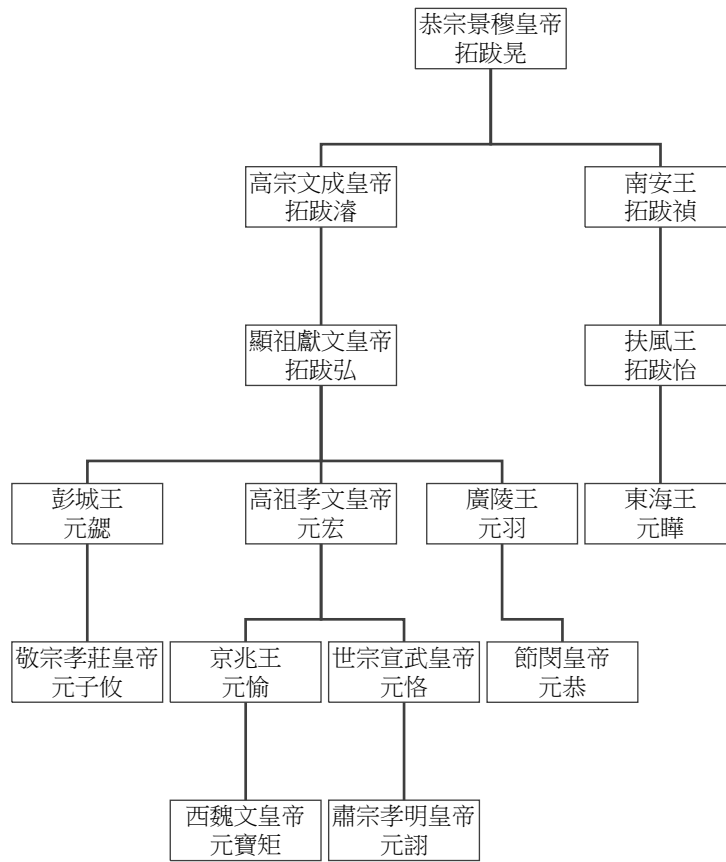 恭宗景穆皇帝
拓跋晃
高宗文成皇帝
拓跋濬
南安王
拓跋禎
顯祖獻文皇帝
拓跋弘
扶風王
拓跋怡
彭城王
元勰
高祖孝文皇帝
元宏
廣陵王
元羽
東海王
元曄
敬宗孝莊皇帝
元子攸
京兆王
元愉
世宗宣武皇帝
元恪
節閔皇帝
元恭
西魏文皇帝
元寶矩
肅宗孝明皇帝
元詡